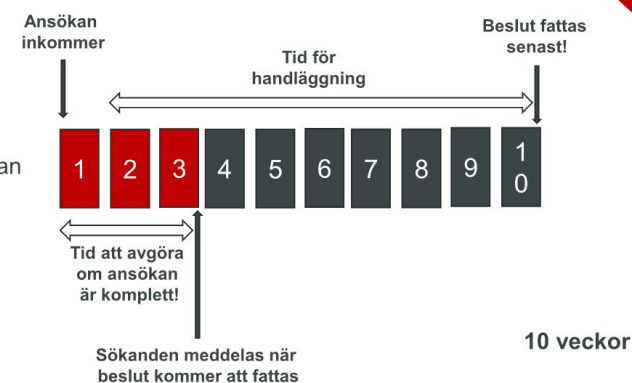 Ansökan
inkommer
Beslut fattas
senast!
Tid för
handläggning
an
1 2 3 4 5 6 7 8 9 1
0
Tid att avgöra
om ansökan
är komplett!
10 veckor
Sökanden meddelas när
beslut kommer att fattas